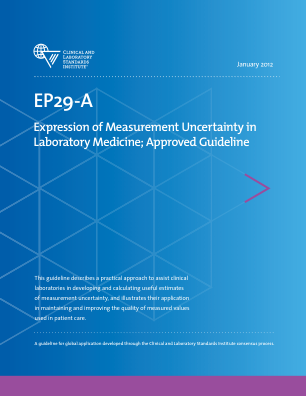 CLINICAL AND
LABORATORY
STANDARDS
INSTITUTE®
January 2012
EP29-A
Expression of Measurement Uncertainty in
Laboratory Medicine; Approved Guideline
This guideline describes a practical approach to assist clinical
laboratories in developing and calculating useful estimates
of measurement uncertainty, and illustrates their application
in maintaining and improving the quality of measured values
used in patient care.
A guideline for global application developed through the Clinical and Laboratory Standards Institute consensus process.